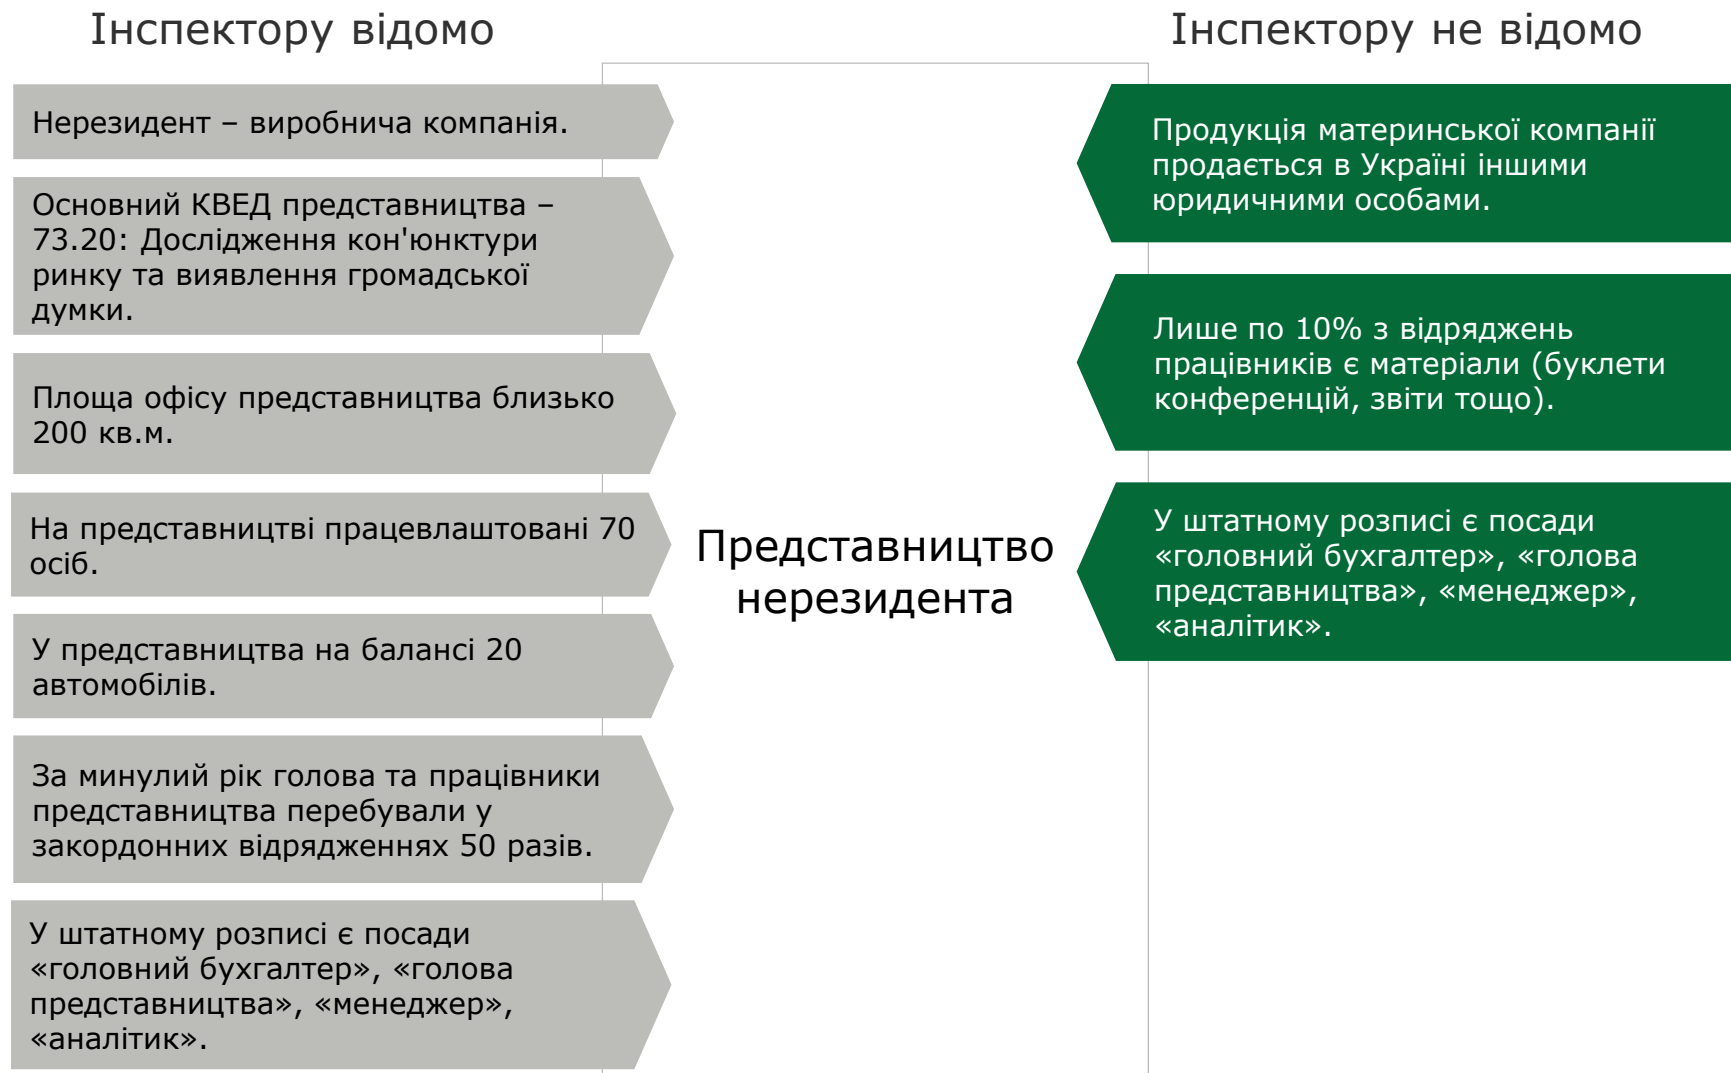 Інспектору відомо
Нерезидент – виробнича компанія.
Основний КВЕД представництва –
73.20: Дослідження кон'юнктури
ринку та виявлення громадської
думки.
Площа офісу представництва близько
200 кв.м.
На представництві працевлаштовані 70
осіб.
У представництва на балансі 20
автомобілів.
За минулий рік голова та працівники
представництва перебували у
закордонних відрядженнях 50 разів.
У штатному розписі є посади
«головний бухгалтер», «голова
представництва», «менеджер»,
«аналітик».
Представництво
нерезидента
Інспектору не відомо
Продукція материнської компанії
продається в Україні іншими
юридичними особами.
Лише по 10% з відряджень
працівників є матеріали (буклети
конференцій, звіти тощо).
У штатному розписі є посади
«головний бухгалтер», «голова
представництва», «менеджер»,
«аналітик».